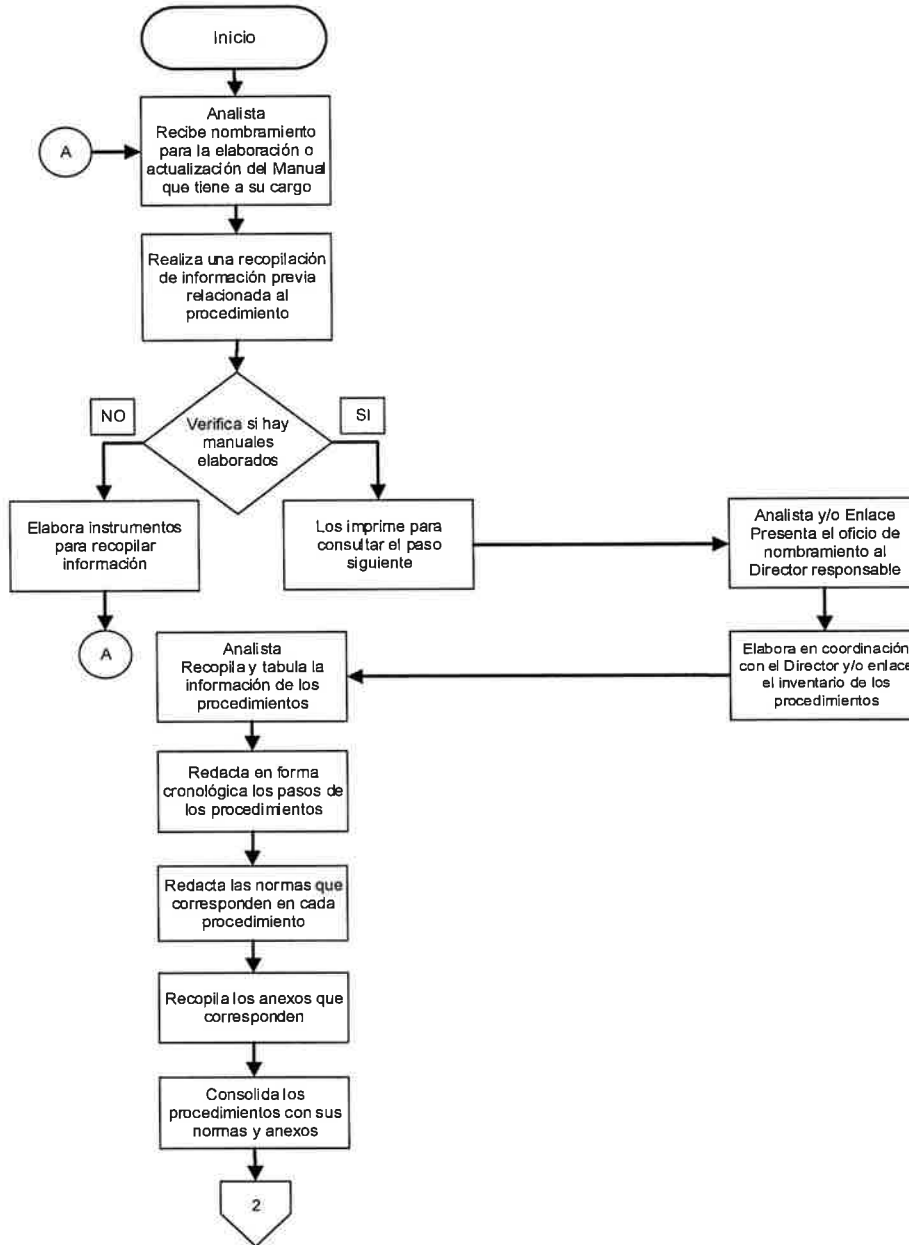 Inicio
Analista
Recibe nombramiento
para la elaboración o
actualización del Manual
que tiene a su cargo
A
Realiza una recopilación
de información previa
relacionada al
procedimiento
NO
SI
Verifica si hay
manuales
elaborados
Elabora instrumentos
para recopilar
información
Los imprime para
consultar el paso
siguiente
Analista y/o Enlace
Presenta el oficio de
nombramiento al
Director responsable
A
Analista
Recopila y tabula la
información de los
procedimientos
Elabora en coordinación
con el Director y/o enlace
el inventario de los
procedimientos
Redacta en forma
cronológica los pasos de
los procedimientos
Redacta las normas que
corresponden en cada
procedimiento
Recopila los anexos que
corresponden
Consolida los
procedimientos con sus
normas y anexos
2